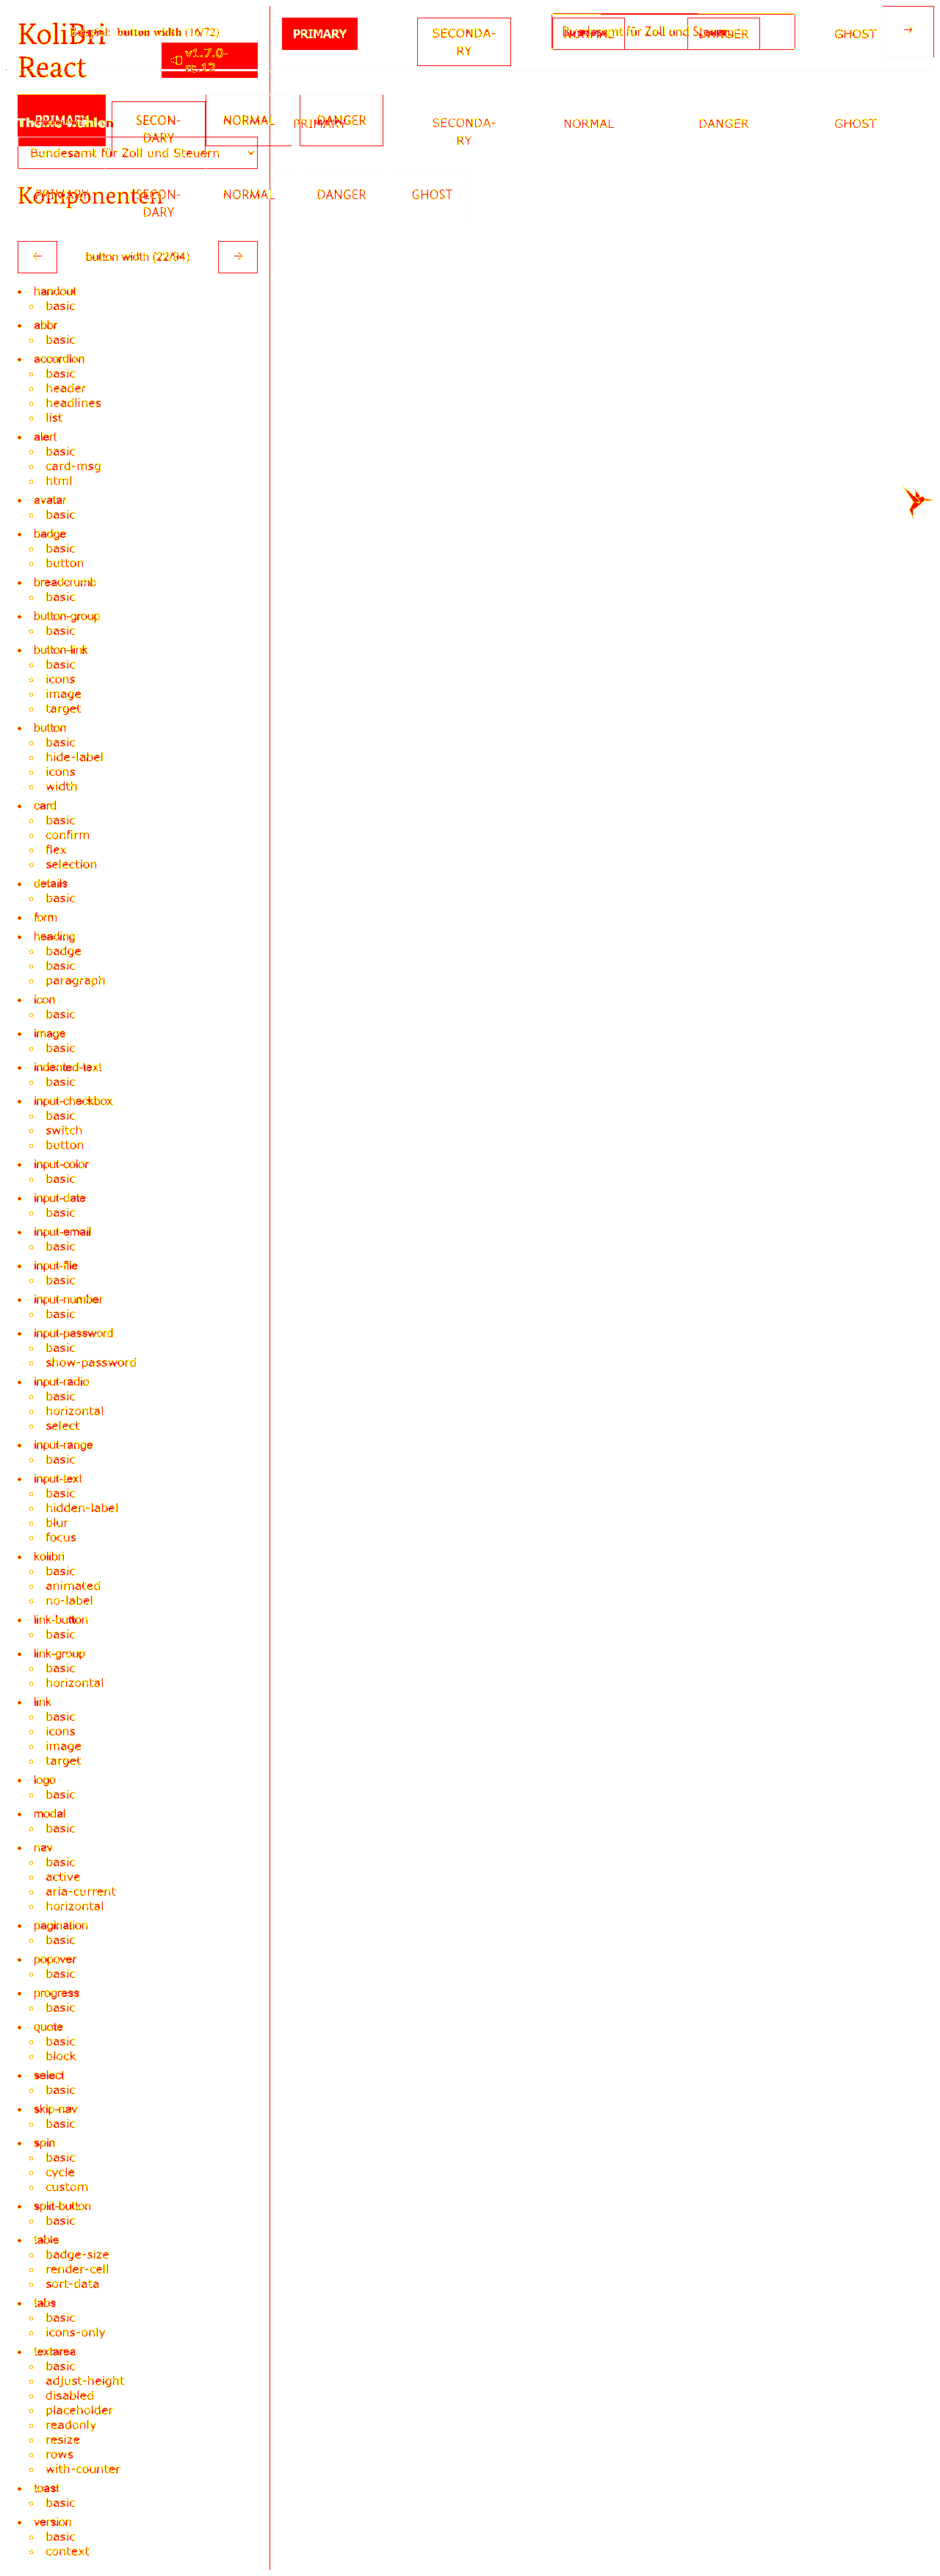 KoliBri
React
Beispiel: button width (16/72)
v1.7.0-
PRIMARY
SECONDA-
RY
NORMAL
DANGER
GHOST
Bundesamt für Zoll und Steuern
→
PRIMARY
SECON-
DARY
NORMAL
DANGER
PRIMARY
SECONDA-
RY
NORMAL
DANGER
GHOST
Bundesamt für Zoll und Steuern
Komponenten
PRIMARY
SECON-
DARY
NORMAL
DANGER
GHOST
← button width (22/94) →
handout
basic
abbr
basic
accordion
basic
header
headlines
list
alert
basic
card-msg
html
avatar
basic
badge
basic
button
breadcrumb
basic
button-group
basic
button-link
basic
icons
image
target
button
basic
hide-label
icons
width
card
basic
confirm
flex
selection
details
basic
form
heading
badge
basic
paragraph
icon
basic
image
basic
indented-text
basic
input-checkbox
basic
switch
button
input-color
basic
input-date
basic
input-email
basic
input-file
basic
input-number
basic
input-password
basic
show-password
input-radio
basic
horizontal
select
input-range
basic
input-text
basic
hidden-label
blur
focus
kolibri
basic
animated
no-label
link-button
basic
link-group
basic
horizontal
link
basic
icons
image
target
logo
basic
modal
basic
nav
basic
active
aria-current
horizontal
pagination
basic
popover
basic
progress
basic
quote
basic
block
select
basic
skip-nav
basic
spin
basic
cycle
custom
split-button
basic
table
badge-size
render-cell
sort-data
tabs
basic
icons-only
textarea
basic
adjust-height
disabled
placeholder
readonly
resize
rows
with-counter
toast
basic
version
basic
context